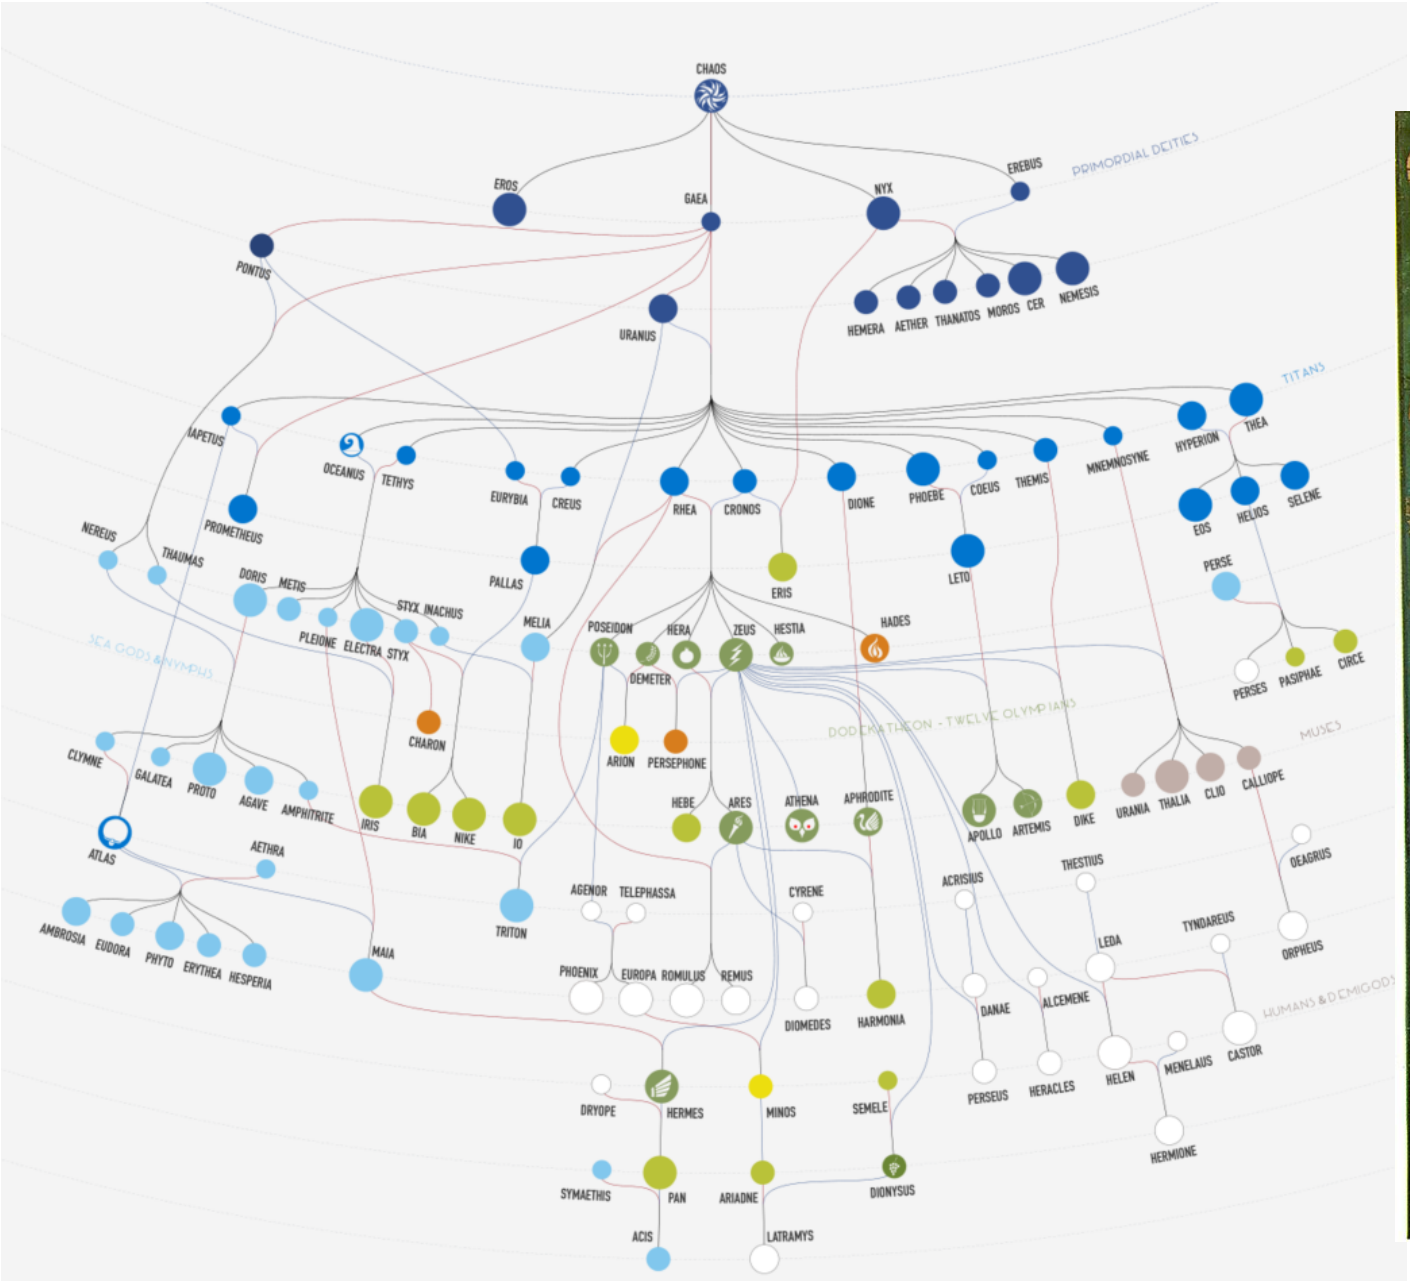 CHAOS
PRIMORDIAL DEITIES
EROS
GAEA
NYX
EREBUS
PONTUS
URANUS
HEMERA
AETHER
THANATOS
MOROS
CER
NEMESIS
TITANS
IAPETUS
OCEANUS
TETHYS
EURYBIA
CREUS
RHEA
CRONOS
DIONE
PHOEBE
COEUS
THEMIS
MNEMNOSYNE
HYPERION
THEA
PROMETHEUS
EOS
HELIOS
SELENE
NEREUS
THAUMAS
PALLAS
ERIS
LETO
PERSE
DORIS
METIS
PLEIONE
ELECTRA
STYX
STYX
INACHUS
MELIA
POSEIDON
DEMETER
HERA
ZEUS
HESTIA
HADES
SEA GODS & NYMPHS
PERSES
PASIPHAE
CIRCE
DODEKATHEON - TWELVE OLYMPIANS
MUSES
CLYMNE
GALATEA
PROTO
AGAVE
AMPHITRITE
CHARON
ARION
PERSEPHONE
IRIS
BIA
NIKE
IO
HEBE
ARES
ATHENA
APHRODITE
APOLLO
ARTEMIS
DIKE
URANIA
THALIA
CLIO
CALLIOPE
ATLAS
AETHRA
OEAGRUS
THESTIUS
ACRISIUS
AGENOR
TELEPHASSA
CYRENE
TRITON
AMBROSIA
EUDORA
PHYTO
ERYTHEA
HESPERIA
MAIA
TYNDAREUS
LEDA
ORPHEUS
PHOENIX
EUROPA
ROMULUS
REMUS
DIOMEDES
HARMONIA
DANAE
ALCEMENE
HUMANS & DEMIGODS
CASTOR
HELEN
MENELAUS
DRYOPE
HERMES
MINOS
SEMELE
PERSEUS
HERACLES
HERMIONE
SYMAETHIS
PAN
ARIADNE
DIONYSUS
ACIS
LATRAMYS